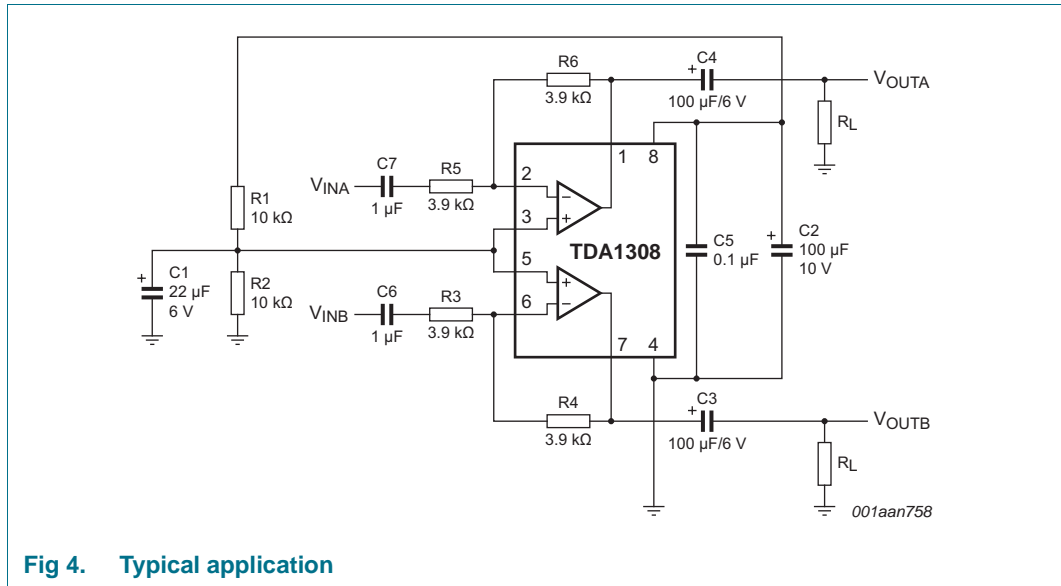 R6
3.9 kΩ
C4
+
100 μF/6 V
VOUTA
RL
1
8
C7
VINA
1 μF
R5
3.9 kΩ
2
−
3
+
R1
10 kΩ
TDA1308
C5
0.1 μF
+
C2
100 μF
10 V
+
C1
22 μF
6 V
R2
10 kΩ
5
+
6
−
C6
VINB
1 μF
R3
3.9 kΩ
7
4
R4
3.9 kΩ
C3
+
100 μF/6 V
VOUTB
RL
001aan758
Fig 4. Typical application